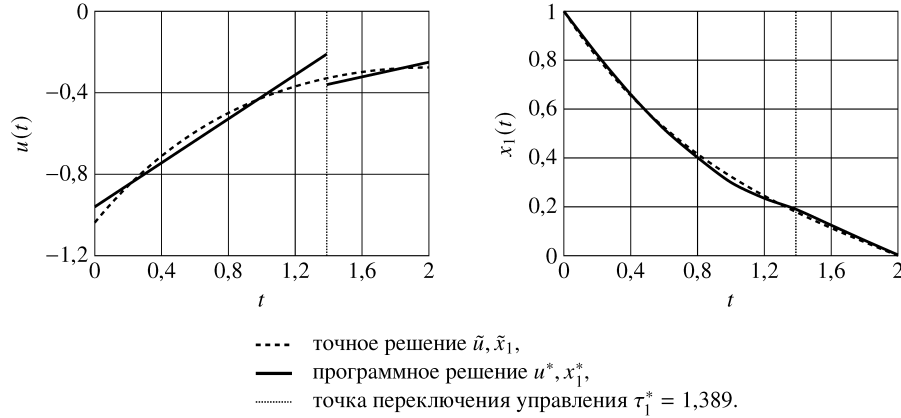 0
−0,4
−0,8
−1,2
u(t)
0 0,4 0,8 1,2 1,6 2
t
1
0,8
0,6
0,4
0,2
0
x₁(t)
0 0,4 0,8 1,2 1,6 2
t
точное решение ũ, x̃₁,
программное решение u*, x₁*,
точка переключения управления τ₁* = 1,389.